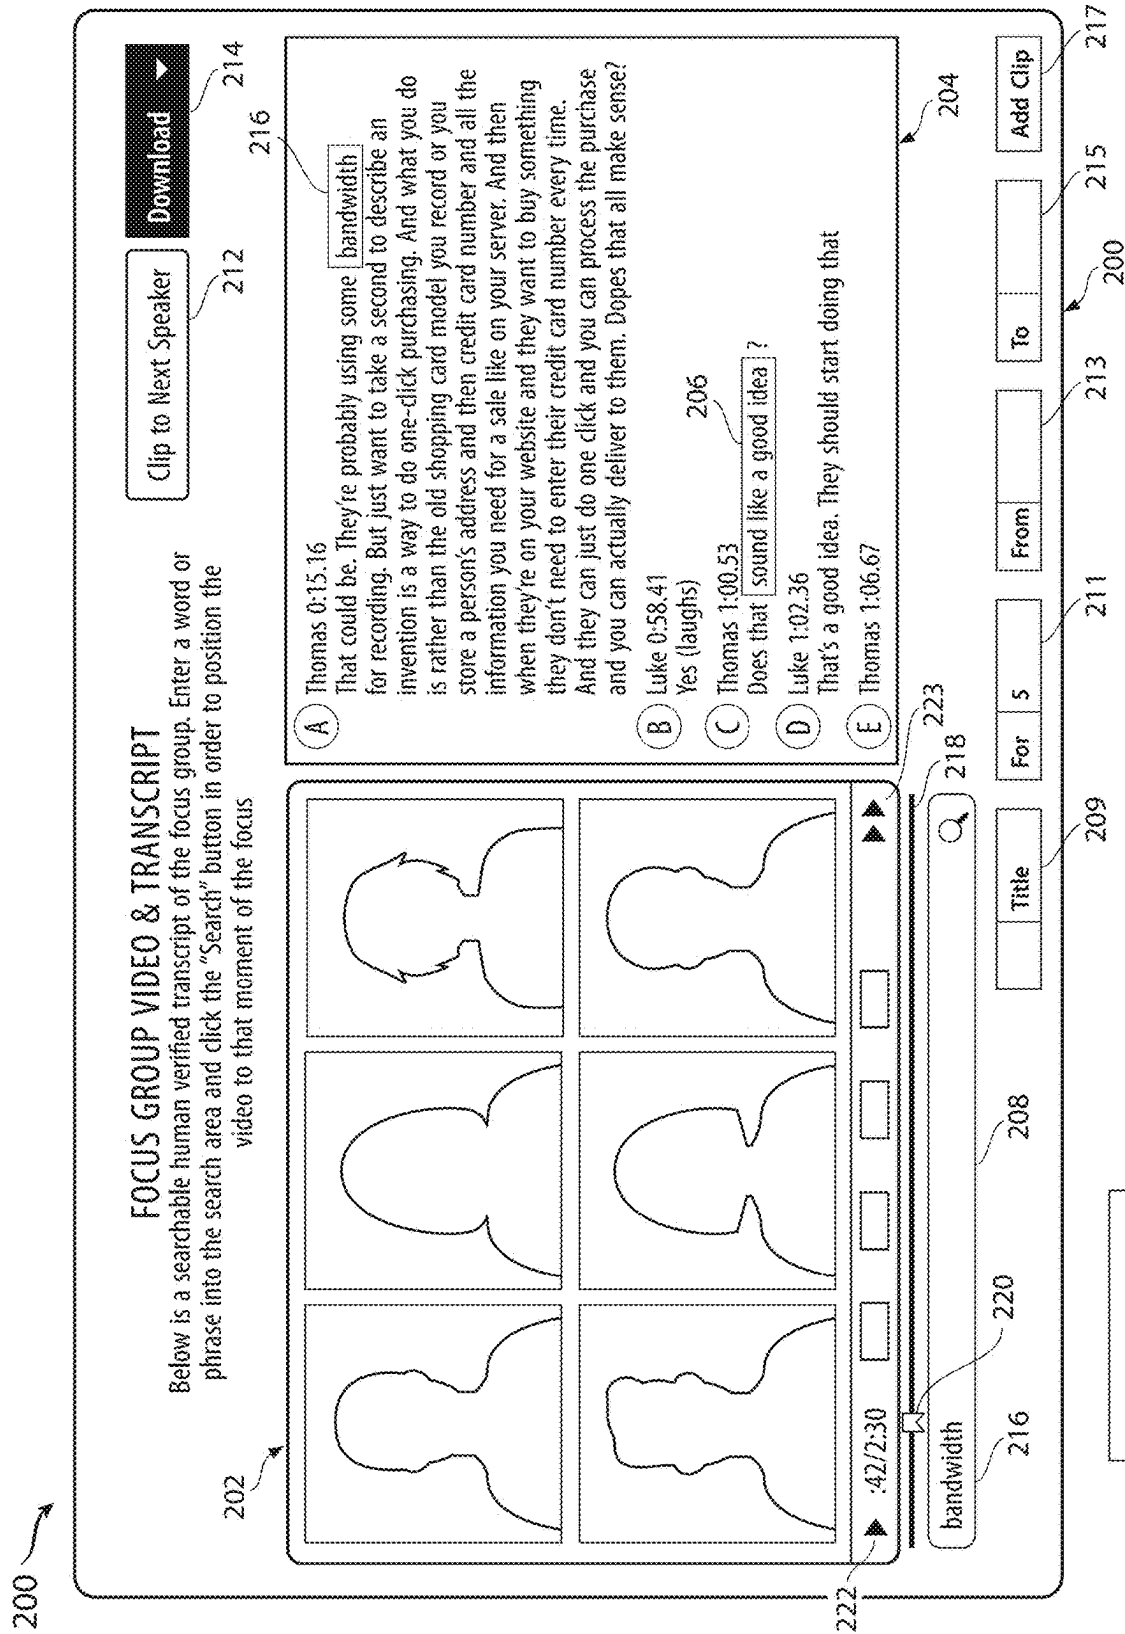 200
FOCUS GROUP VIDEO & TRANSCRIPT
Below is a searchable human verified transcript of the focus group. Enter a word or
phrase into the search area and click the "Search" button in order to position the
video to that moment of the focus
Clip to Next Speaker
212
Download
214
202
216
A
Thomas 0:15.16
That could be. They're probably using some bandwidth
for recording. But just want to take a second to describe an
invention is a way to do one-click purchasing. And what you do
is rather than the old shopping card model you record or you
store a person's address and then credit card number and all the
information you need for a sale like on your server. And then
when they're on your website and they want to buy something
they don't need to enter their credit card number every time.
And they can just do one click and you can process the purchase
and you can actually deliver to them. Dopes that all make sense?
B
Luke 0:58.41
Yes (laughs)
206
C
Thomas 1:00.53
Does that sound like a good idea ?
D
Luke 1:02.36
That's a good idea. They should start doing that
E
Thomas 1:06.67
204
222
:42/2:30
223
218
bandwidth
216
220
208
Title
209
For 5
211
From
213
To
215
Add Clip
217
200